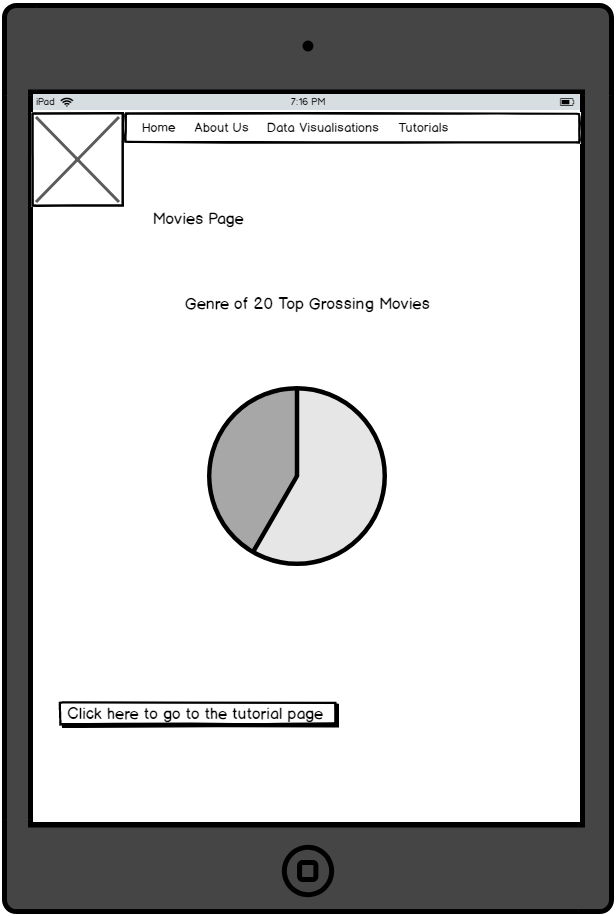 iPad 7:16 PM
Home About Us Data Visualisations Tutorials
Movies Page
Genre of 20 Top Grossing Movies
Click here to go to the tutorial page